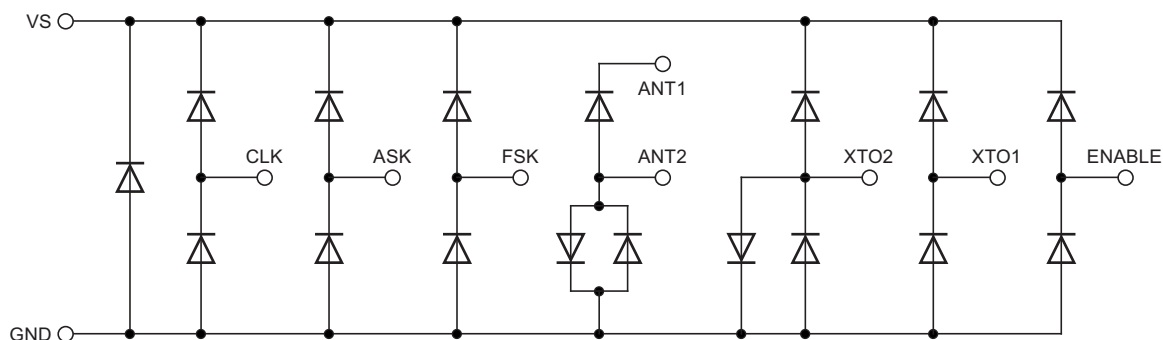 VS
ANT1
CLK
ASK
FSK
ANT2
XTO2
XTO1
ENABLE
GND